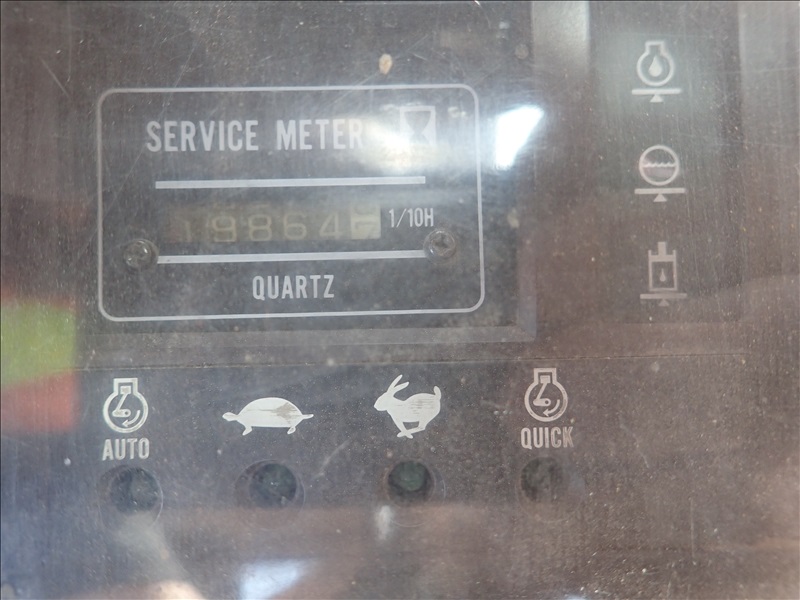 SERVICE METER
19864 1/10H
QUARTZ
AUTO
QUICK